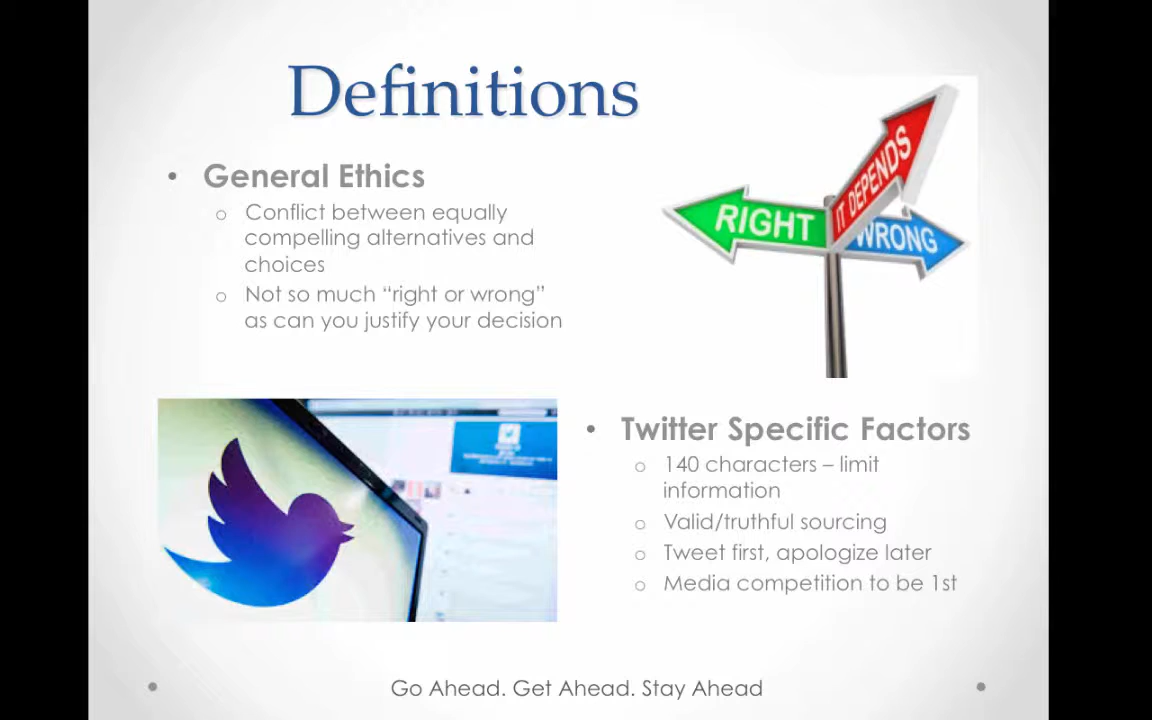 Definitions
• General Ethics
o Conflict between equally
compelling alternatives and
choices
o Not so much “right or wrong”
as can you justify your decision
RIGHT
IT DEPENDS
WRONG
• Twitter Specific Factors
o 140 characters – limit
information
o Valid/truthful sourcing
o Tweet first, apologize later
o Media competition to be 1st
Go Ahead. Get Ahead. Stay Ahead